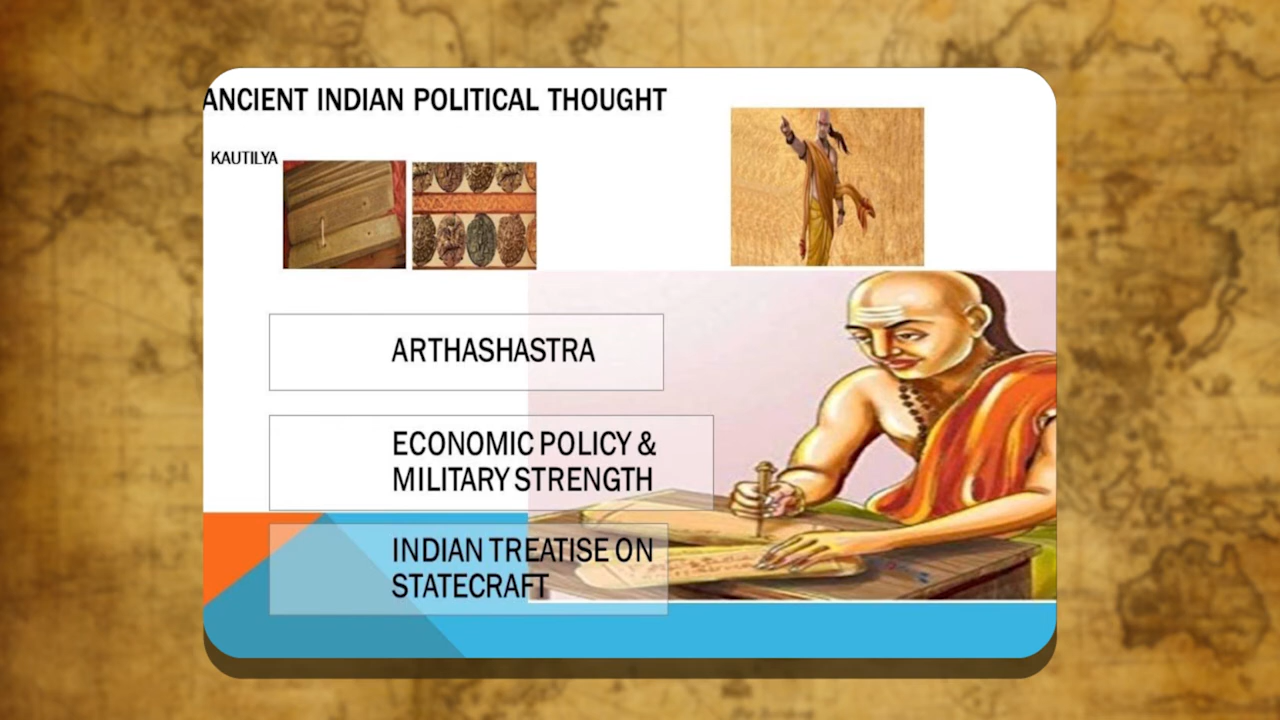 ANCIENT INDIAN POLITICAL THOUGHT
KAUTILYA
ARTHASHASTRA
ECONOMIC POLICY &
MILITARY STRENGTH
INDIAN TREATISE ON
STATECRAFT